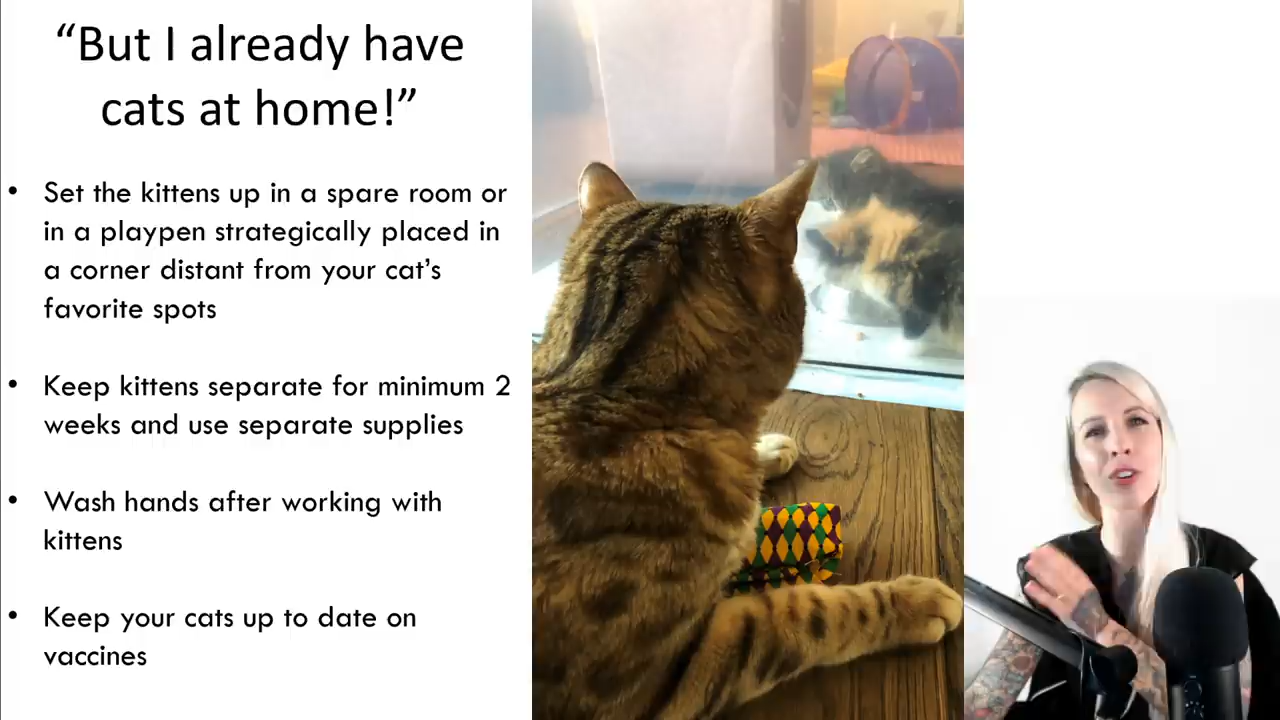 “But I already have
cats at home!”
• Set the kittens up in a spare room or
in a playpen strategically placed in
a corner distant from your cat’s
favorite spots
• Keep kittens separate for minimum 2
weeks and use separate supplies
• Wash hands after working with
kittens
• Keep your cats up to date on
vaccines